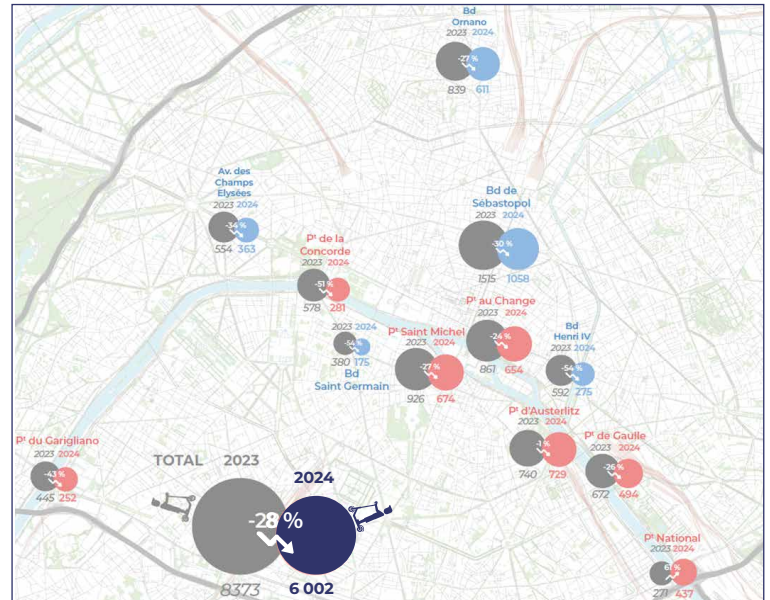 Bd
Ornano
2023 2024
-27 %
839 611
Av. des
Champs
Elysées
2023 2024
-34 %
554 363
Bd de
Sébastopol
2023 2024
-30 %
1515 1058
Pᵗ de la
Concorde
2023 2024
-51 %
578 281
Pᵗ au Change
2023 2024
-24 %
861 654
2023 2024
-54 %
380 175
Bd
Saint Germain
Pᵗ Saint Michel
2023 2024
-27 %
926 674
Bd
Henri IV
2023 2024
-54 %
592 275
Pᵗ d'Austerlitz
2023 2024
-1 %
740 729
Pᵗ de Gaulle
2023 2024
-26 %
672 494
Pᵗ du Garigliano
2023 2024
-43 %
445 252
TOTAL 2023
2024
-28 %
8373 6 002
Pᵗ National
2023 2024
61 %
271 437